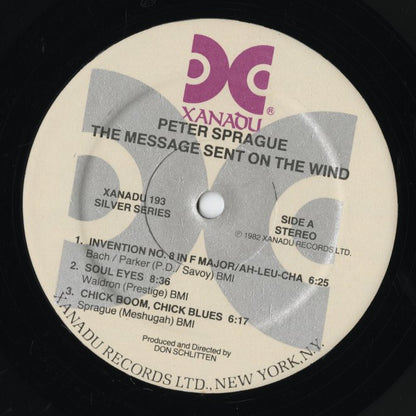 XANADU®
PETER SPRAGUE
THE MESSAGE SENT ON THE WIND
XANADU 193
SILVER SERIES
SIDE A
STEREO
℗ 1982 XANADU RECORDS LTD.
1. INVENTION NO. 8 IN F MAJOR/AH-LEU-CHA 6:25
Bach / Parker (P.D./ Savoy) BMI
2. SOUL EYES 8:36
Waldron (Prestige) BMI
3. CHICK BOOM, CHICK BLUES 6:17
Sprague (Meshugah) BMI
Produced and Directed by
DON SCHLITTEN
XANADU RECORDS LTD., NEW YORK, N.Y.